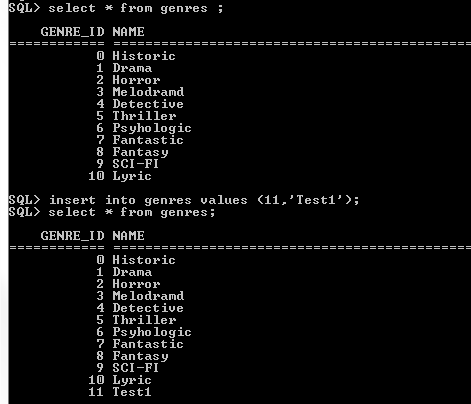 SQL> select * from genres ;
GENRE_ID NAME
============ ===============================================
0 Historic
1 Drama
2 Horror
3 Melodramd
4 Detective
5 Thriller
6 Psyhologic
7 Fantastic
8 Fantasy
9 SCI-FI
10 Lyric
SQL> insert into genres values (11,'Test1');
SQL> select * from genres;
GENRE_ID NAME
============ ===============================================
0 Historic
1 Drama
2 Horror
3 Melodramd
4 Detective
5 Thriller
6 Psyhologic
7 Fantastic
8 Fantasy
9 SCI-FI
10 Lyric
11 Test1